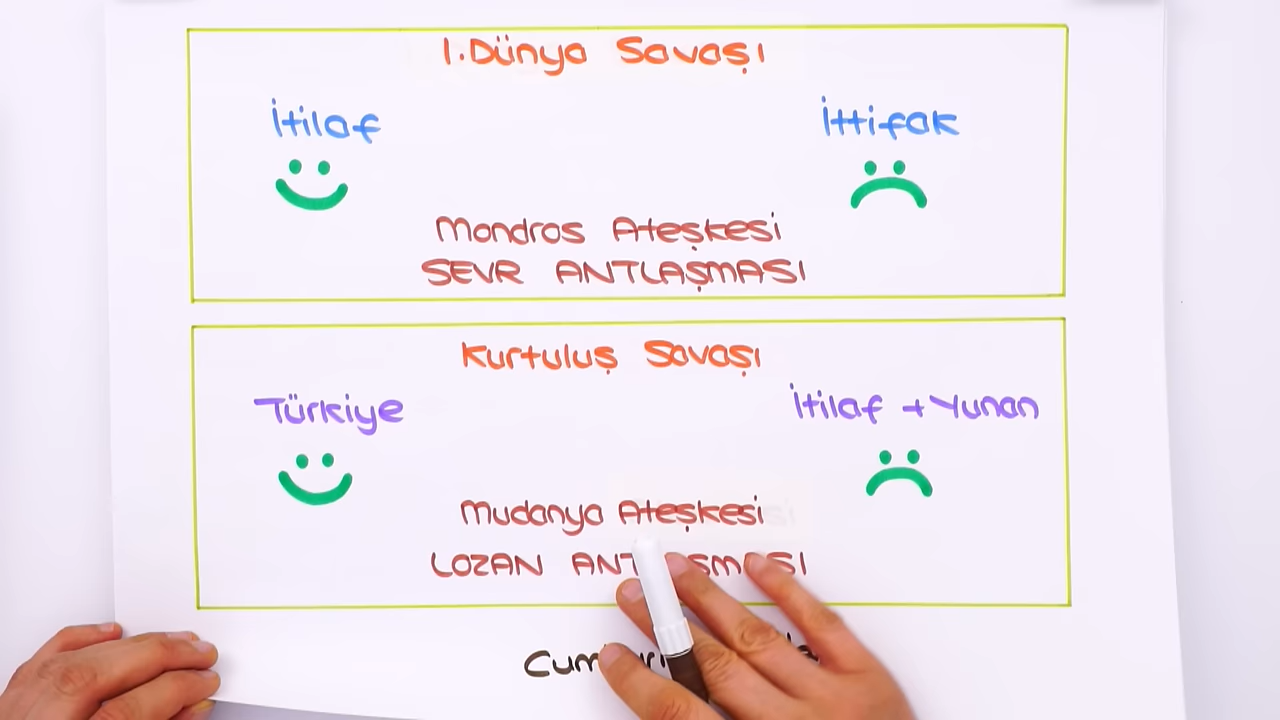 1.Dünya Savaşı
İtilaf İttifak
Mondros Ateşkesi
SEVR ANTLAŞMASI
Kurtuluş Savaşı
Türkiye İtilaf + Yunan
Mudanya Ateşkesi
LOZAN